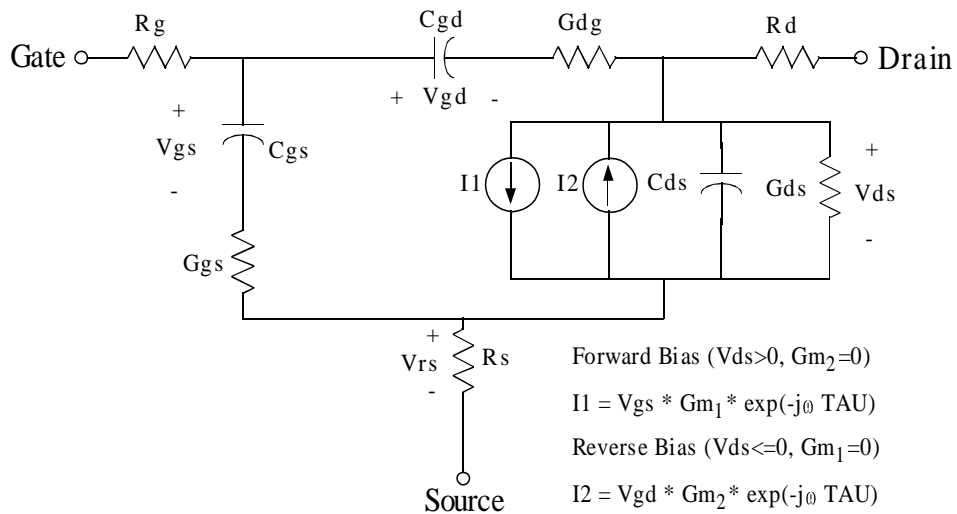 Rg
Cgd
Gdg
Rd
Gate
Drain
+ Vgd -
+
Vgs
-
Cgs
I1
I2
Cds
Gds
+
Vds
-
Ggs
+
Vrs
-
Rs
Forward Bias (Vds>0, Gm2=0)
I1 = Vgs * Gm1* exp(-jω TAU)
Reverse Bias (Vds<=0, Gm1=0)
I2 = Vgd * Gm2* exp(-jω TAU)
Source